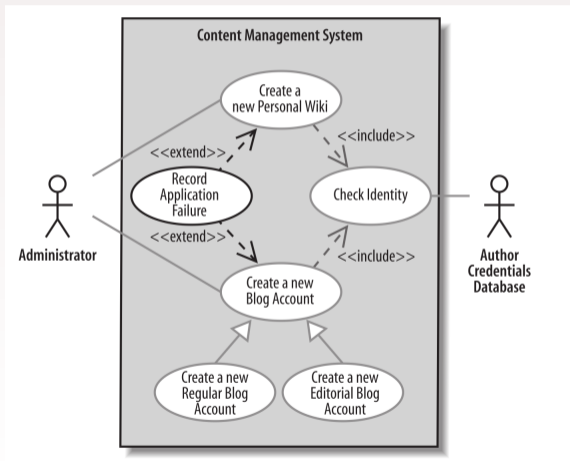 Content Management System
Create a
new Personal Wiki
<<include>>
<<extend>>
Record
Application
Failure
Check Identity
<<extend>>
Administrator
Author
Credentials
Database
<<include>>
Create a new
Blog Account
Create a new
Regular Blog
Account
Create a new
Editorial Blog
Account